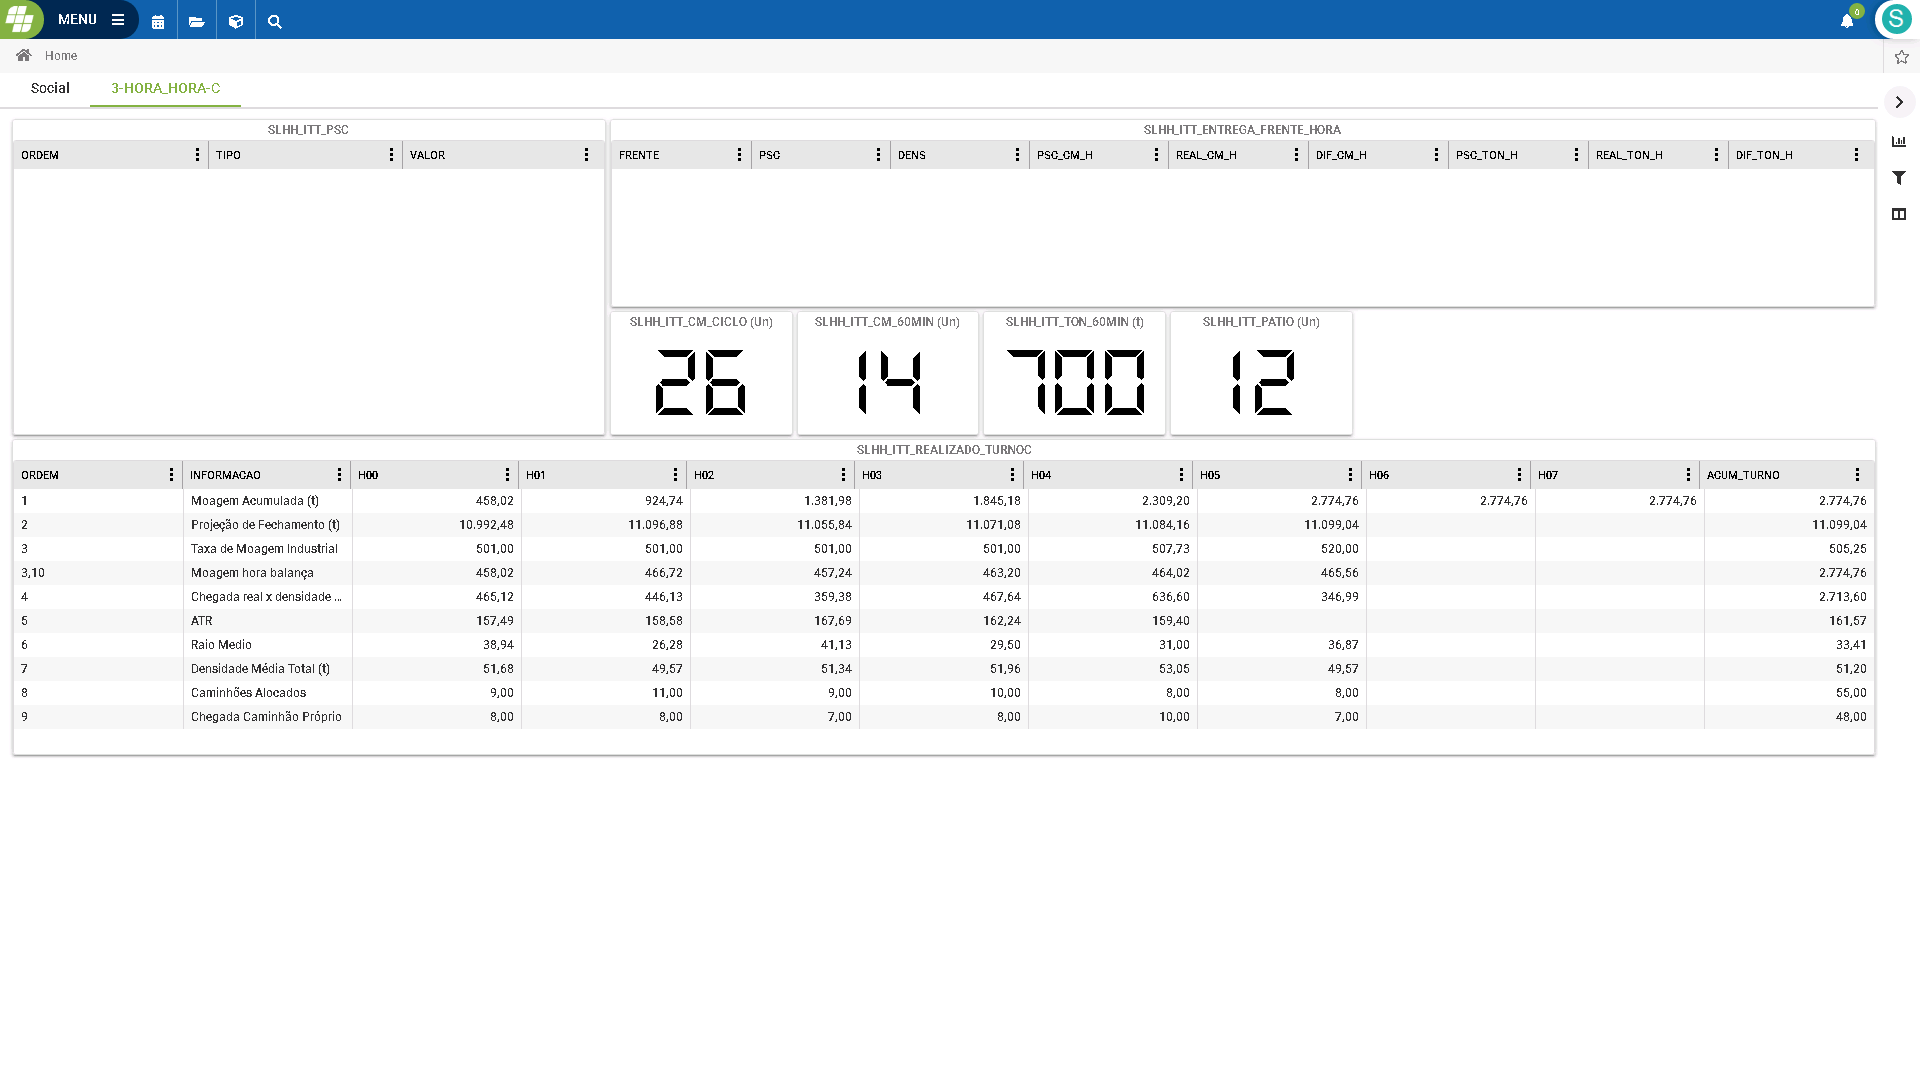 MENU
0
S
Home
Social 3-HORA_HORA-C
SLHH_ITT_PSC
ORDEM TIPO VALOR
SLHH_ITT_ENTREGA_FRENTE_HORA
FRENTE PSC DENS PSC_CM_H REAL_CM_H DIF_CM_H PSC_TON_H REAL_TON_H DIF_TON_H
SLHH_ITT_CM_CICLO (Un) SLHH_ITT_CM_60MIN (Un) SLHH_ITT_TON_60MIN (t) SLHH_ITT_PATIO (Un)
26 14 700 12
SLHH_ITT_REALIZADO_TURNOC
ORDEM INFORMACAO H00 H01 H02 H03 H04 H05 H06 H07 ACUM_TURNO
1 Moagem Acumulada (t) 458,02 924,74 1.381,98 1.845,18 2.309,20 2.774,76 2.774,76 2.774,76 2.774,76
2 Projeção de Fechamento (t) 10.992,48 11.096,88 11.055,84 11.071,08 11.084,16 11.099,04 11.099,04
3 Taxa de Moagem Industrial 501,00 501,00 501,00 501,00 507,73 520,00 505,25
3,10 Moagem hora balança 458,02 466,72 457,24 463,20 464,02 465,56 2.774,76
4 Chegada real x densidade ... 465,12 446,13 359,38 467,64 636,60 346,99 2.713,60
5 ATR 157,49 158,58 167,69 162,24 159,40 161,57
6 Raio Medio 38,94 26,28 41,13 29,50 31,00 36,87 33,41
7 Densidade Média Total (t) 51,68 49,57 51,34 51,96 53,05 49,57 51,20
8 Caminhões Alocados 9,00 11,00 9,00 10,00 8,00 8,00 55,00
9 Chegada Caminhão Próprio 8,00 8,00 7,00 8,00 10,00 7,00 48,00